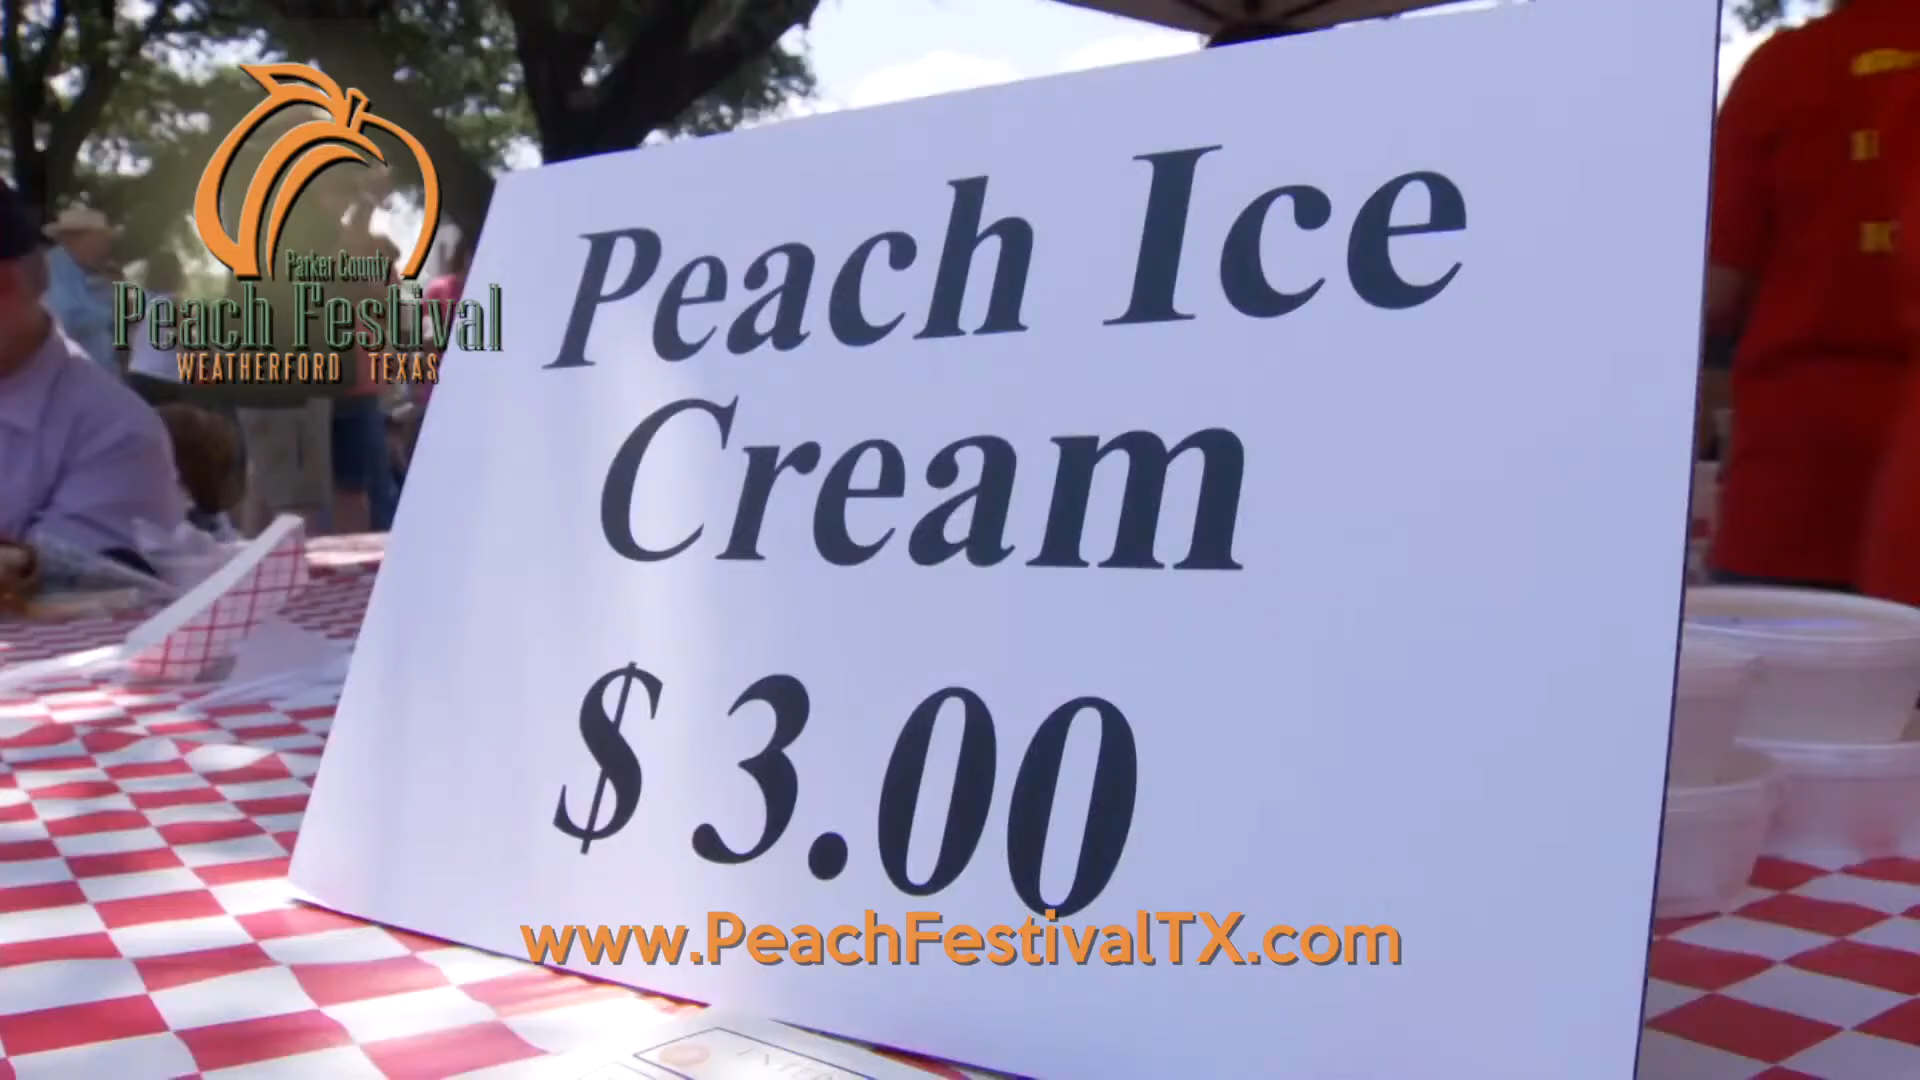 Parker County
Peach Festival
WEATHERFORD TEXAS
Peach Ice
Cream
$ 3.00
www.PeachFestivalTX.com